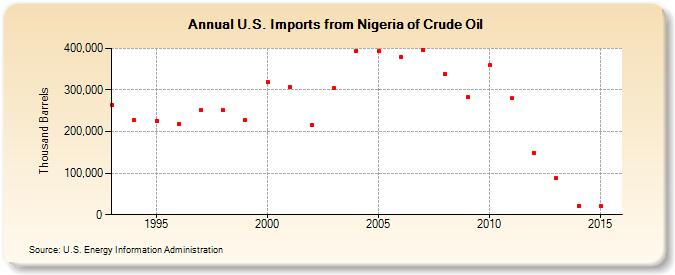 Annual U.S. Imports from Nigeria of Crude Oil
Thousand Barrels
400,000
300,000
200,000
100,000
0
1995 2000 2005 2010 2015
Source: U.S. Energy Information Administration